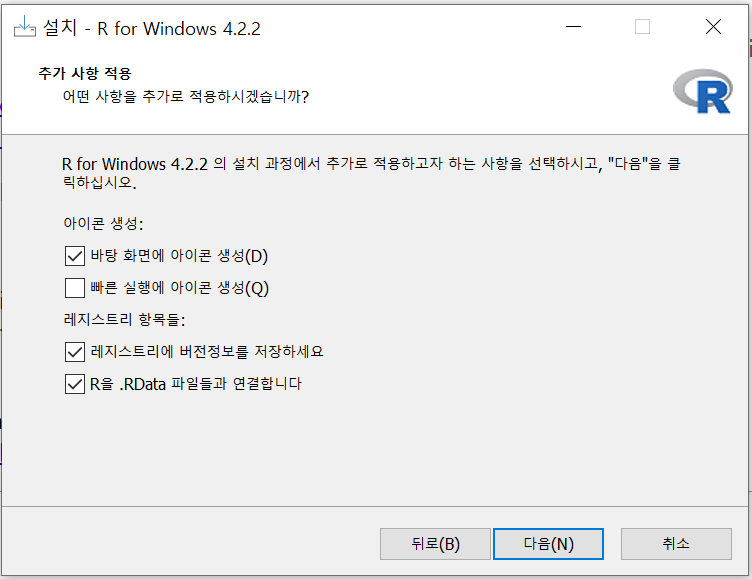 설치 - R for Windows 4.2.2
추가 사항 적용
어떤 사항을 추가로 적용하시겠습니까?
R
R for Windows 4.2.2 의 설치 과정에서 추가로 적용하고자 하는 사항을 선택하시고, "다음"을 클
릭하십시오.
아이콘 생성:
바탕 화면에 아이콘 생성(D)
빠른 실행에 아이콘 생성(Q)
레지스트리 항목들:
레지스트리에 버전정보를 저장하세요
R을 .RData 파일들과 연결합니다
뒤로(B)
다음(N)
취소